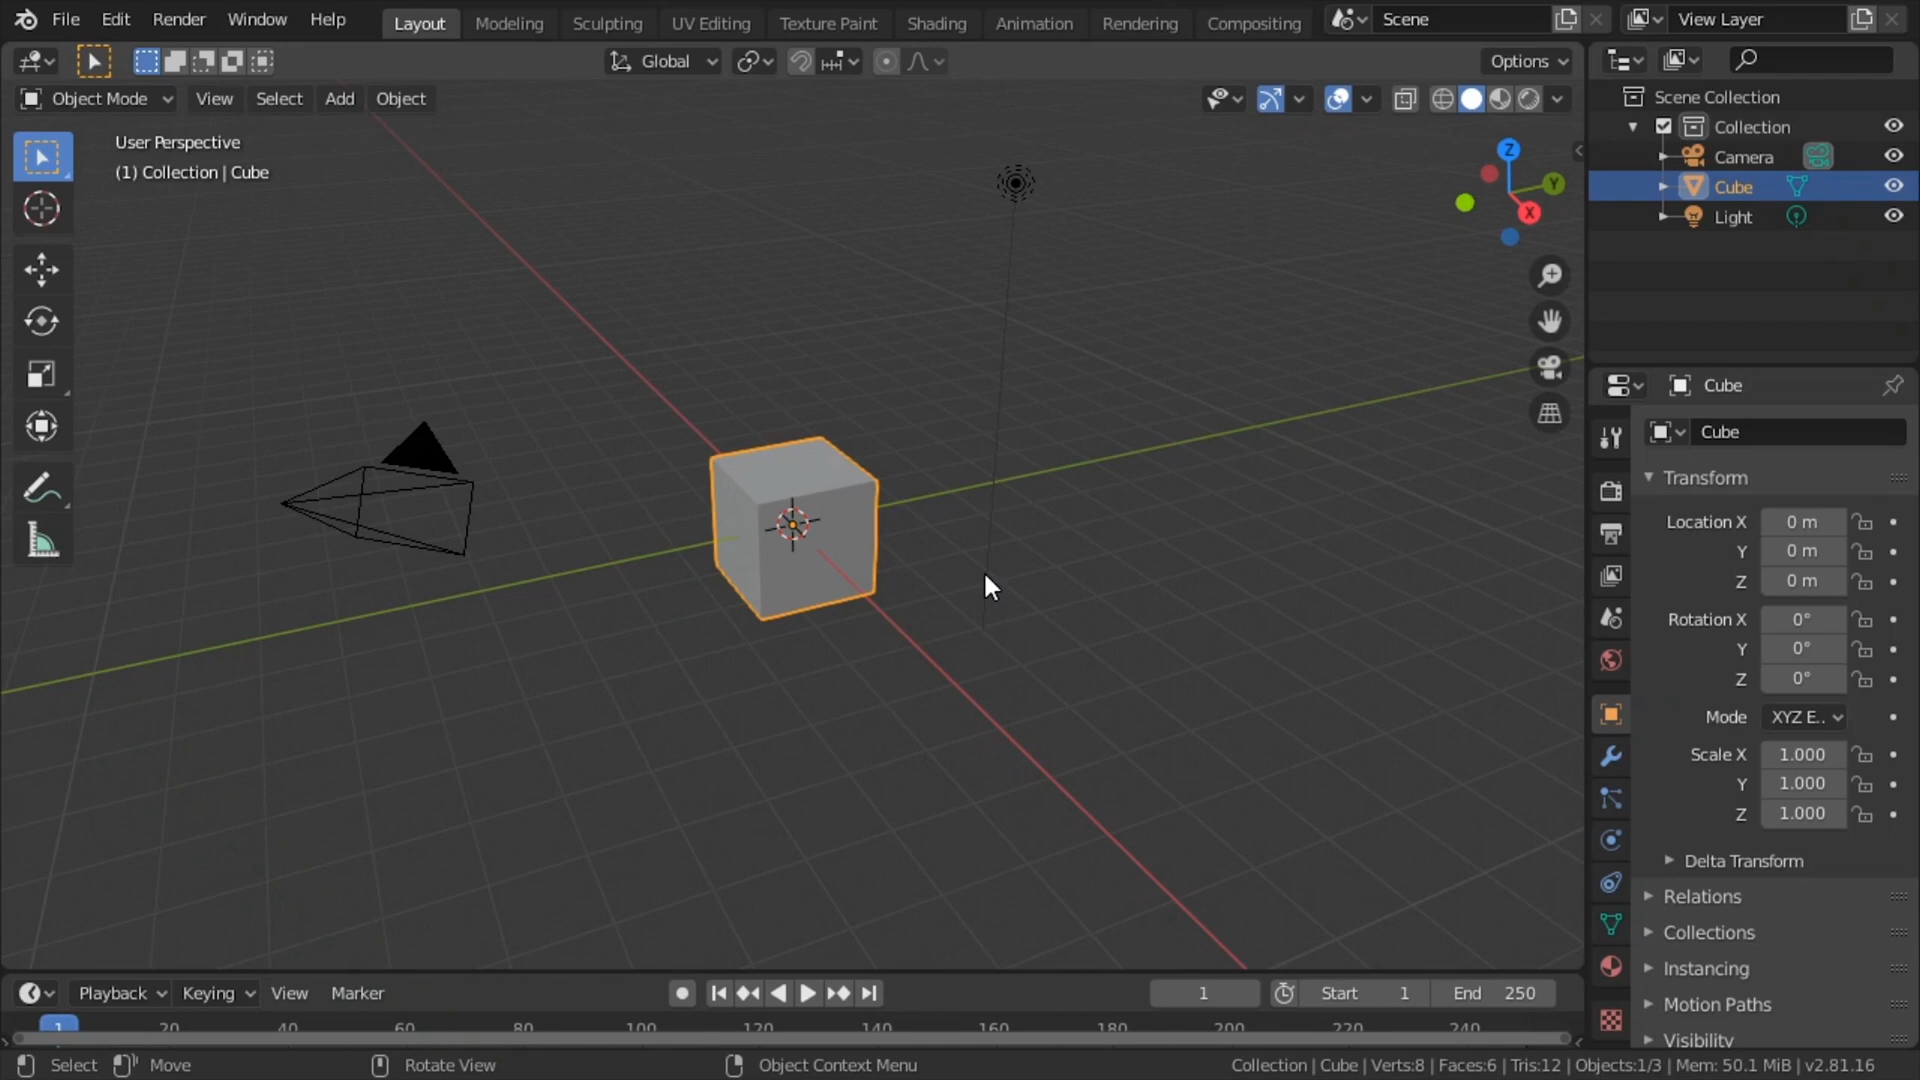 File Edit Render Window Help Layout Modeling Sculpting UV Editing Texture Paint Shading Animation Rendering Compositing Scene View Layer
Global Options
Object Mode View Select Add Object
User Perspective
(1) Collection | Cube
Z
Y
X
Scene Collection
Collection
Camera
Cube
Light
Cube
Cube
Transform
Location X 0 m
Y 0 m
Z 0 m
Rotation X 0°
Y 0°
Z 0°
Mode XYZ E..
Scale X 1.000
Y 1.000
Z 1.000
Delta Transform
Relations
Collections
Instancing
Motion Paths
Visibility
Playback Keying View Marker 1 Start 1 End 250
1 20 40 60 80 100 120 140 160 180 200 220 240
Select Move Rotate View Object Context Menu Collection | Cube | Verts:8 | Faces:6 | Tris:12 | Objects:1/3 | Mem: 50.1 MiB | v2.81.16